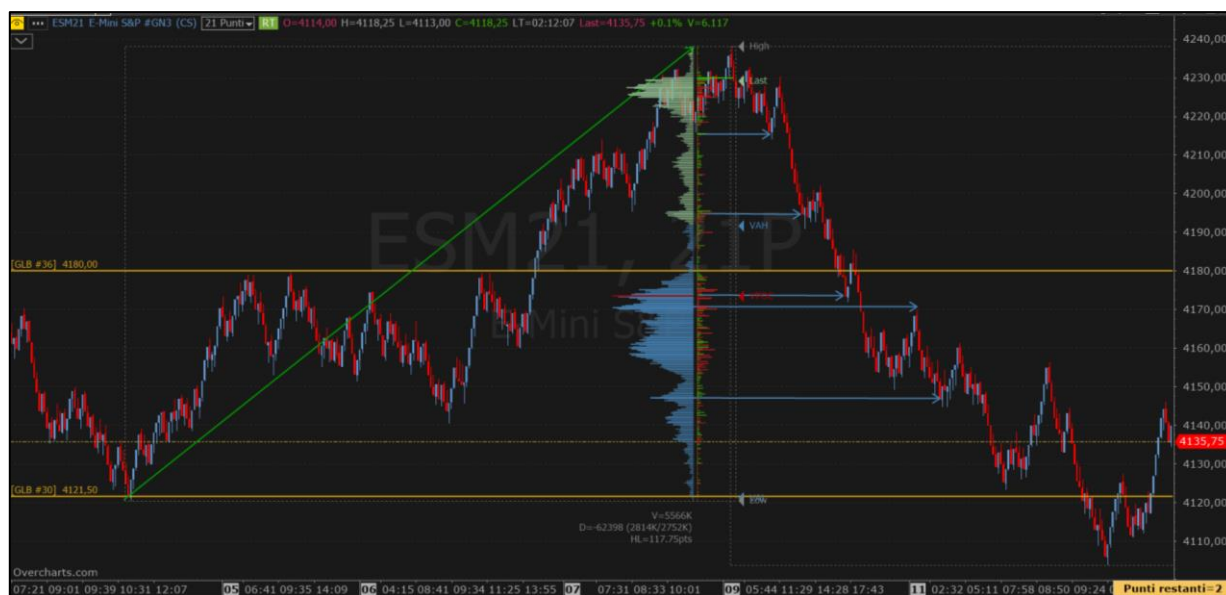 ESM21 E-Mini S&P #GN3 (CS) 21 Punti RT O=4114,00 H=4118,25 L=4113,00 C=4118,25 LT=02:12:07 Last=4135,75 +0.1% V=6.117
4240,00
High
4230,00
Last
4220,00
4210,00
4200,00
ESM21, 21P
VAH
4190,00
[GLB #36] 4180,00
4180,00
E-Mini S&P
4170,00
4160,00
4150,00
4140,00
4135,75
4130,00
[GLB #30] 4121,50
4120,00
V=5566K
D=-62398 (2814K/2752K)
HL=117.75pts
4110,00
Overcharts.com
07:21 09:01 09:39 10:31 12:07 05 06:41 09:35 14:09 06 04:15 08:41 09:34 11:25 13:55 07 07:31 08:33 10:01 09 05:44 11:29 14:28 17:43 11 02:32 05:11 07:58 08:50 09:24 Punti restanti=2